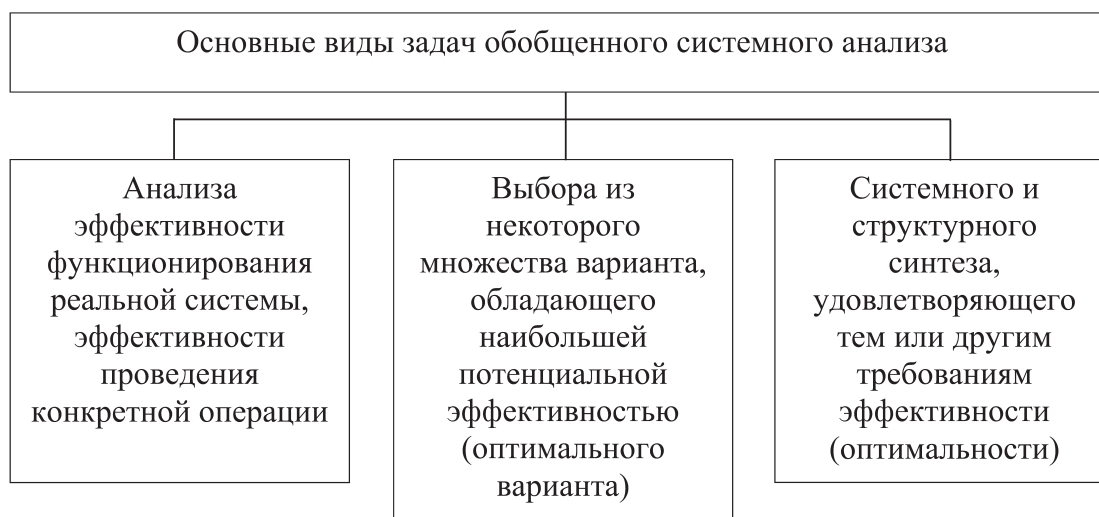 Основные виды задач обобщенного системного анализа
Анализа
эффективности
функционирования
реальной системы,
эффективности
проведения
конкретной операции
Выбора из
некоторого
множества варианта,
обладающего
наибольшей
потенциальной
эффективностью
(оптимального
варианта)
Системного и
структурного
синтеза,
удовлетворяющего
тем или другим
требованиям
эффективности
(оптимальности)